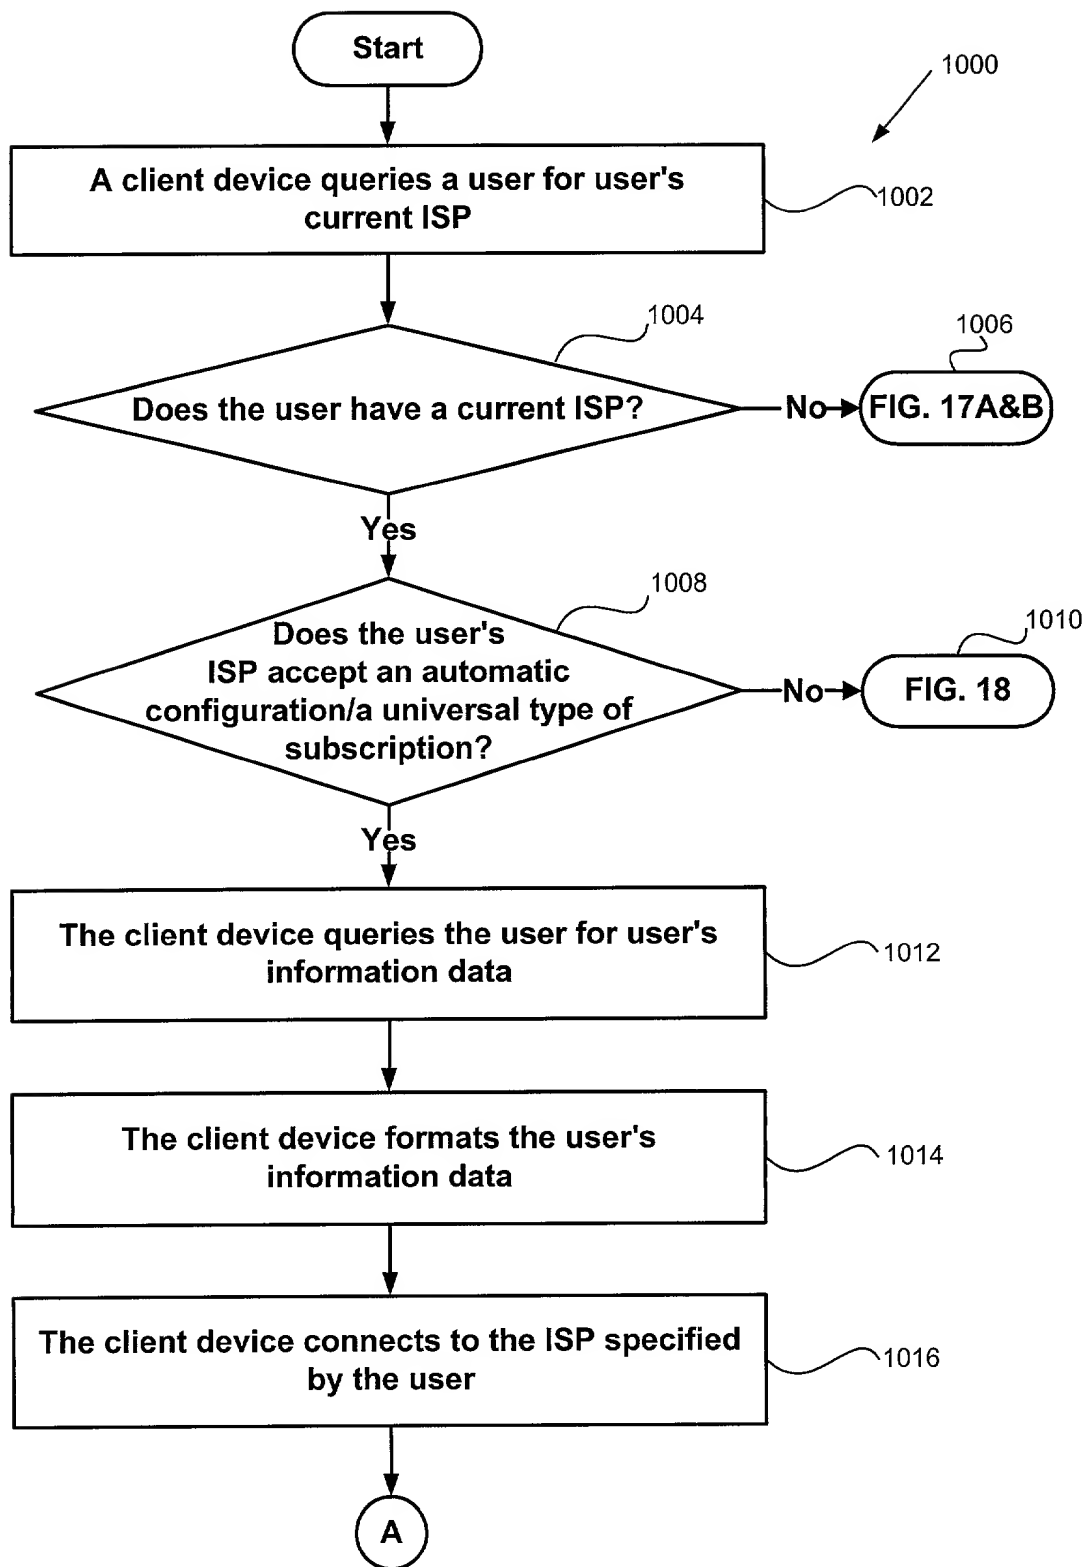 Start
1000
A client device queries a user for user's
current ISP
1002
1004
Does the user have a current ISP?
No
1006
FIG. 17A&B
Yes
1008
Does the user's
ISP accept an automatic
configuration/a universal type of
subscription?
No
1010
FIG. 18
Yes
The client device queries the user for user's
information data
1012
The client device formats the user's
information data
1014
The client device connects to the ISP specified
by the user
1016
A